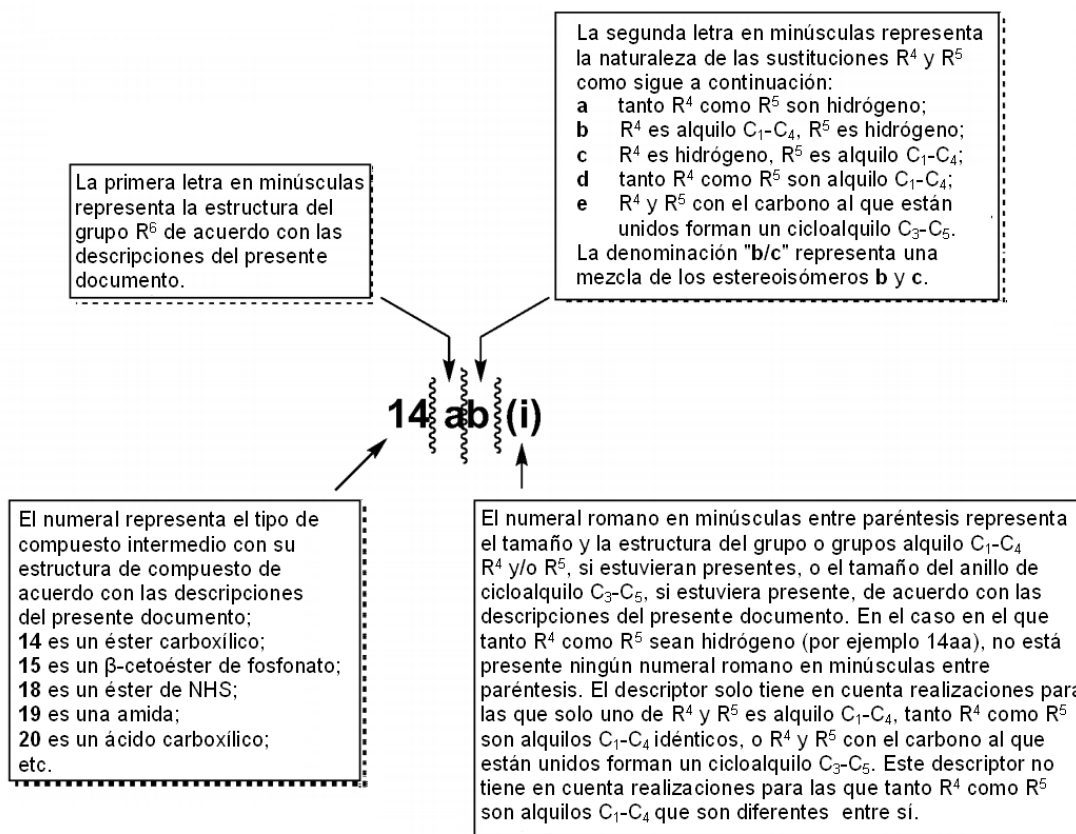 La segunda letra en minúsculas representa
la naturaleza de las sustituciones R⁴ y R⁵
como sigue a continuación:
a tanto R⁴ como R⁵ son hidrógeno;
b R⁴ es alquilo C₁-C₄, R⁵ es hidrógeno;
c R⁴ es hidrógeno, R⁵ es alquilo C₁-C₄;
d tanto R⁴ como R⁵ son alquilo C₁-C₄;
e R⁴ y R⁵ con el carbono al que están
unidos forman un cicloalquilo C₃-C₅.
La denominación "b/c" representa una
mezcla de los estereoisómeros b y c.
La primera letra en minúsculas
representa la estructura del
grupo R⁶ de acuerdo con las
descripciones del presente
documento.
14 ab (i)
El numeral representa el tipo de
compuesto intermedio con su
estructura de compuesto de
acuerdo con las descripciones
del presente documento;
14 es un éster carboxílico;
15 es un β-cetoéster de fosfonato;
18 es un éster de NHS;
19 es una amida;
20 es un ácido carboxílico;
etc.
El numeral romano en minúsculas entre paréntesis representa
el tamaño y la estructura del grupo o grupos alquilo C₁-C₄
R⁴ y/o R⁵, si estuvieran presentes, o el tamaño del anillo de
cicloalquilo C₃-C₅, si estuviera presente, de acuerdo con las
descripciones del presente documento. En el caso en el que
tanto R⁴ como R⁵ sean hidrógeno (por ejemplo 14aa), no está
presente ningún numeral romano en minúsculas entre
paréntesis. El descriptor solo tiene en cuenta realizaciones para
las que solo uno de R⁴ y R⁵ es alquilo C₁-C₄, tanto R⁴ como R⁵
son alquilos C₁-C₄ idénticos, o R⁴ y R⁵ con el carbono al que
están unidos forman un cicloalquilo C₃-C₅. Este descriptor no
tiene en cuenta realizaciones para las que tanto R⁴ como R⁵
son alquilos C₁-C₄ que son diferentes entre sí.